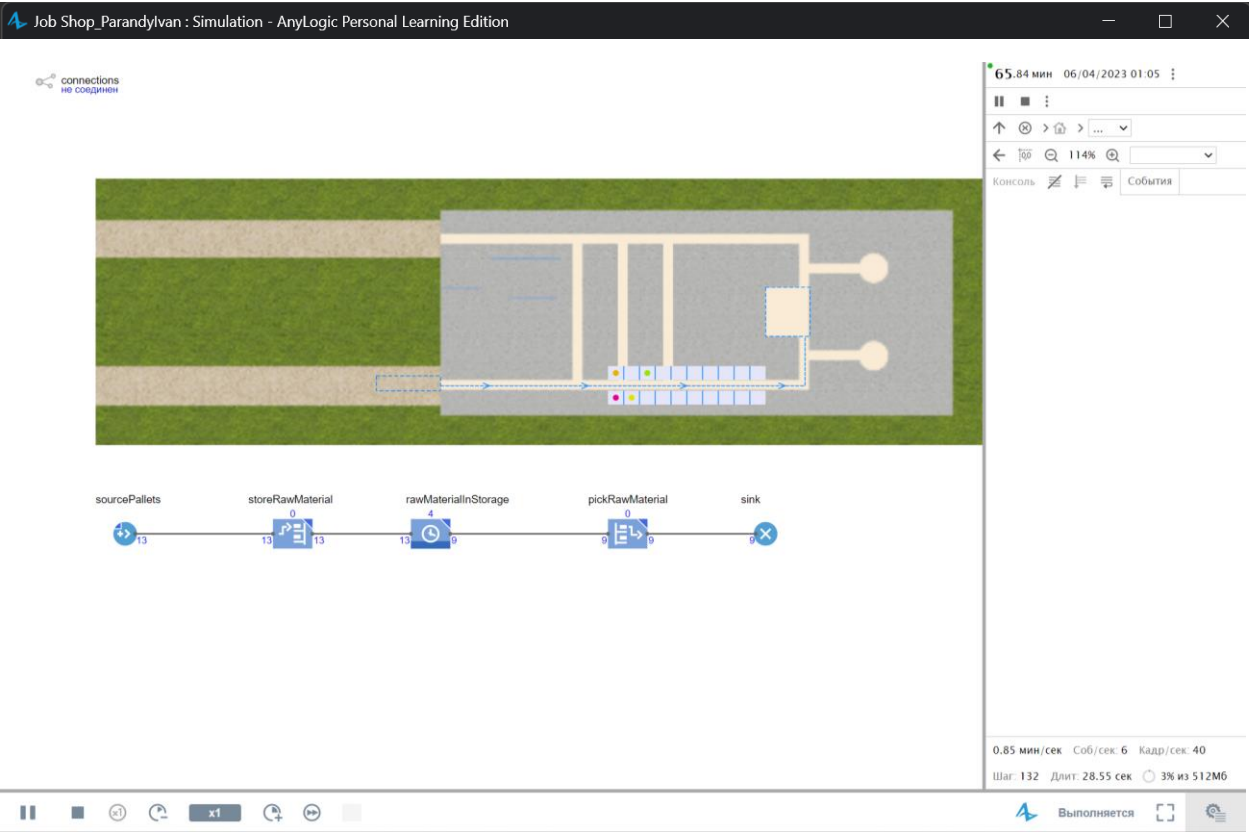 Job Shop_ParandyIvan : Simulation - AnyLogic Personal Learning Edition
connections
не соединен
65.84 мин 06/04/2023 01:05
...
0,0 114%
Консоль События
sourcePallets storeRawMaterial rawMaterialInStorage pickRawMaterial sink
0 4 0
13 13 13 13 9 9 9 9
0.85 мин/сек Соб/сек: 6 Кадр/сек: 40
Шаг: 132 Длит: 28.55 сек 3% из 512Мб
x1 x1 Выполняется